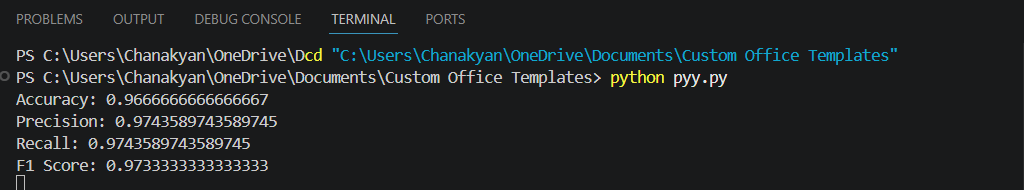 PROBLEMS OUTPUT DEBUG CONSOLE TERMINAL PORTS
PS C:\Users\Chanakyan\OneDrive\Dcd "C:\Users\Chanakyan\OneDrive\Documents\Custom Office Templates"
PS C:\Users\Chanakyan\OneDrive\Documents\Custom Office Templates> python pyy.py
Accuracy: 0.9666666666666667
Precision: 0.9743589743589745
Recall: 0.9743589743589745
F1 Score: 0.9733333333333333